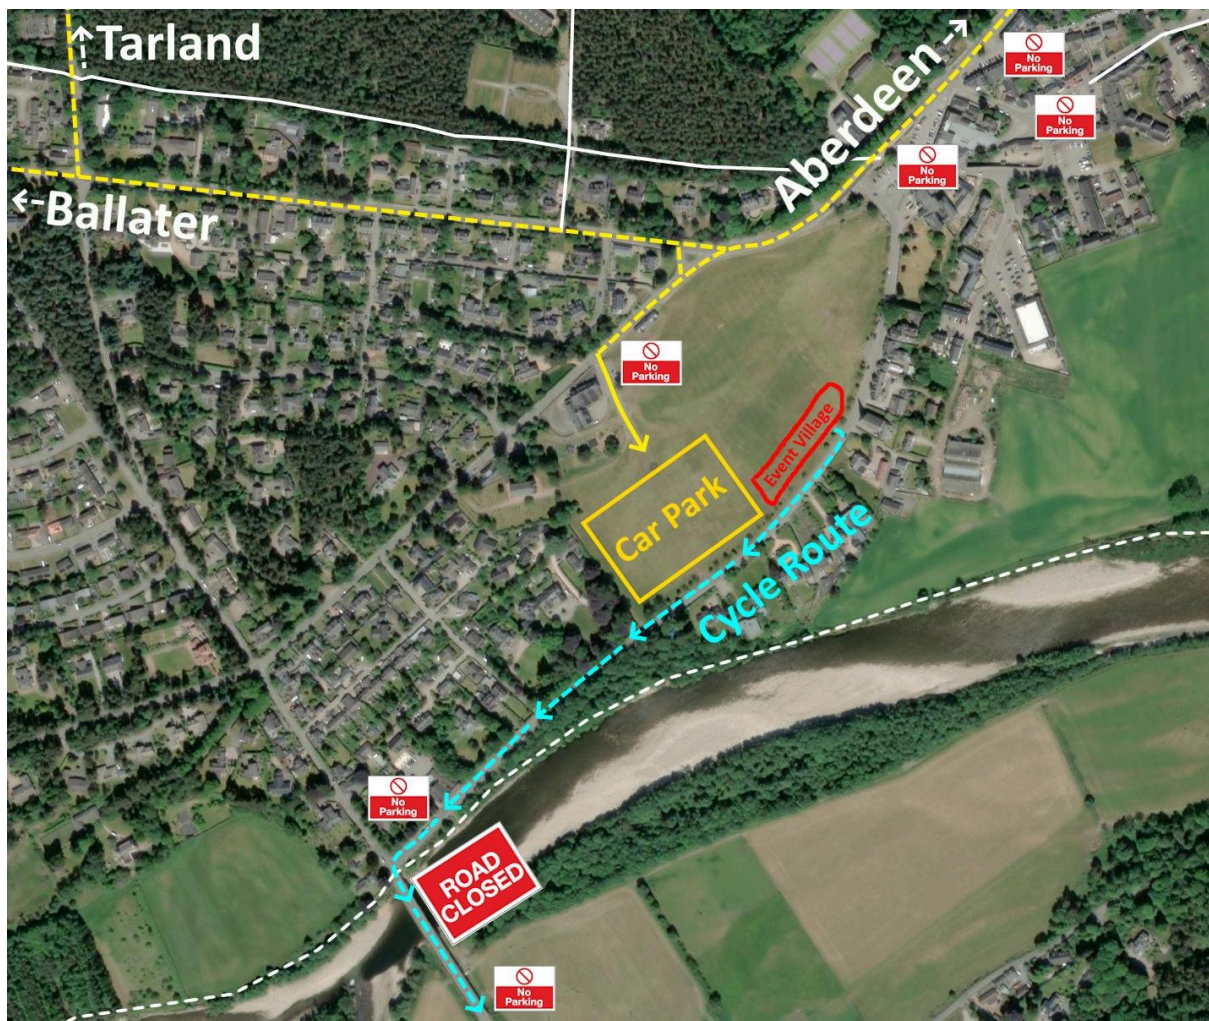 Tarland
Aberdeen
No
Parking
No
Parking
No
Parking
Ballater
No
Parking
Event Village
Car Park
Cycle Route
No
Parking
ROAD
CLOSED
No
Parking